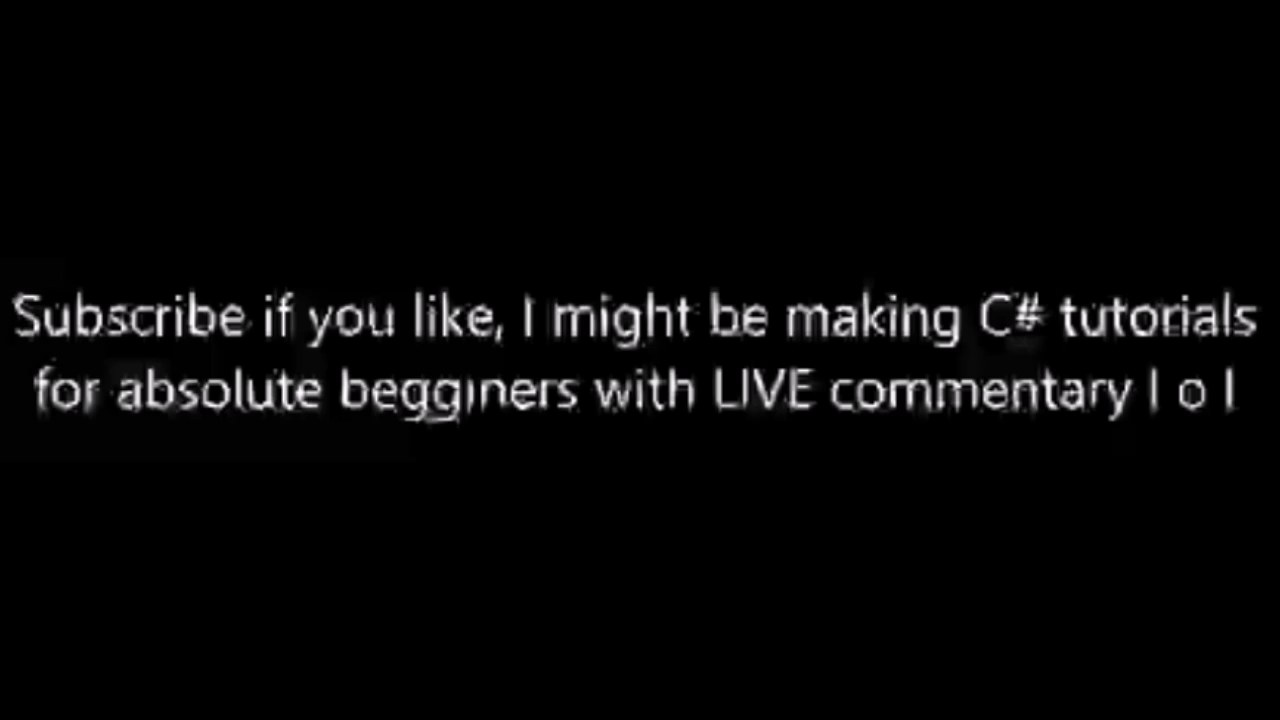 Subscribe if you like, I might be making C# tutorials
for absolute begginers with LIVE commentary l o l